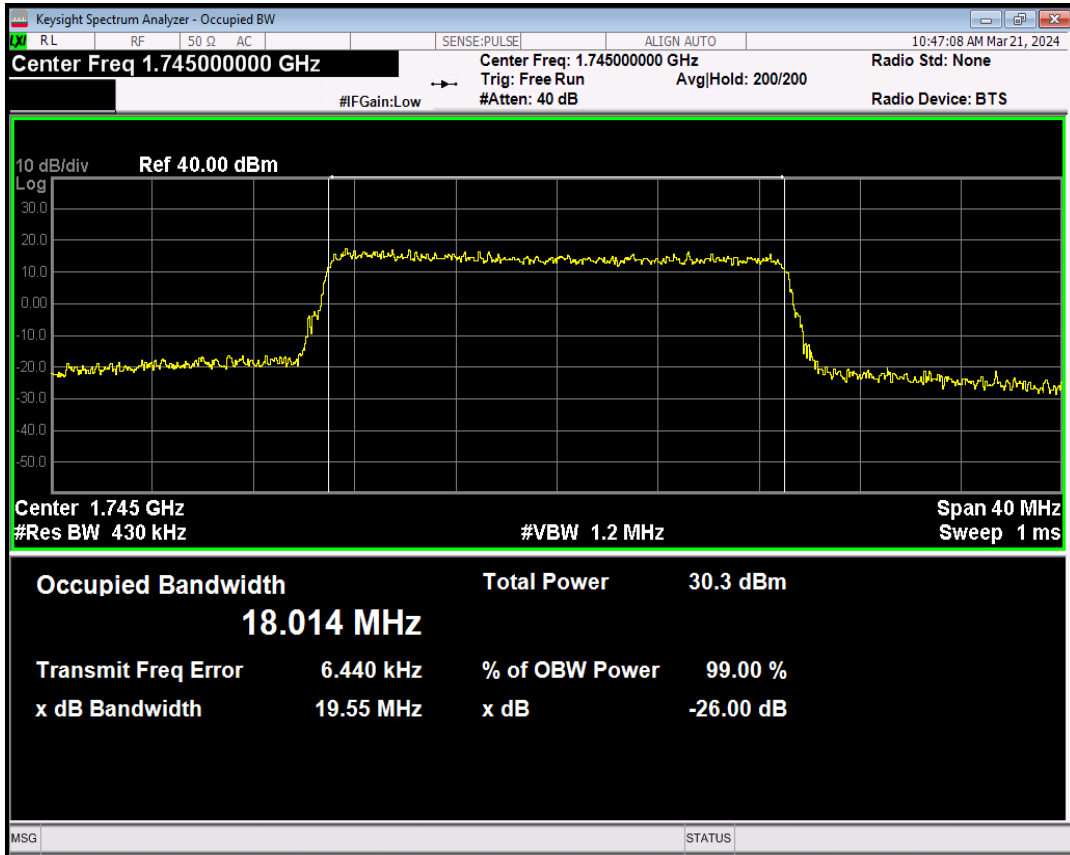 Keysight Spectrum Analyzer - Occupied BW
LXI RL RF 50 Ω AC SENSE:PULSE ALIGN AUTO 10:47:08 AM Mar 21, 2024
Center Freq 1.745000000 GHz Center Freq: 1.745000000 GHz Radio Std: None
Trig: Free Run Avg|Hold: 200/200
#IFGain:Low #Atten: 40 dB Radio Device: BTS
10 dB/div Ref 40.00 dBm
Log
30.0
20.0
10.0
0.00
-10.0
-20.0
-30.0
-40.0
-50.0
Center 1.745 GHz Span 40 MHz
#Res BW 430 kHz #VBW 1.2 MHz Sweep 1 ms
Occupied Bandwidth Total Power 30.3 dBm
18.014 MHz
Transmit Freq Error 6.440 kHz % of OBW Power 99.00 %
x dB Bandwidth 19.55 MHz x dB -26.00 dB
MSG STATUS